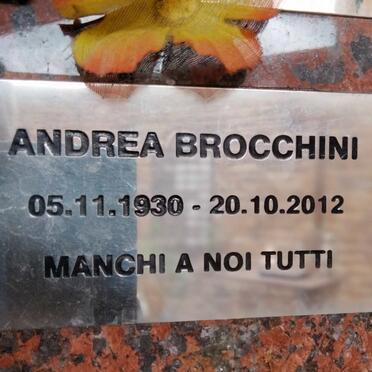 ANDREA BROCCHINI
05.11.1930 - 20.10.2012
MANCHI A NOI TUTTI